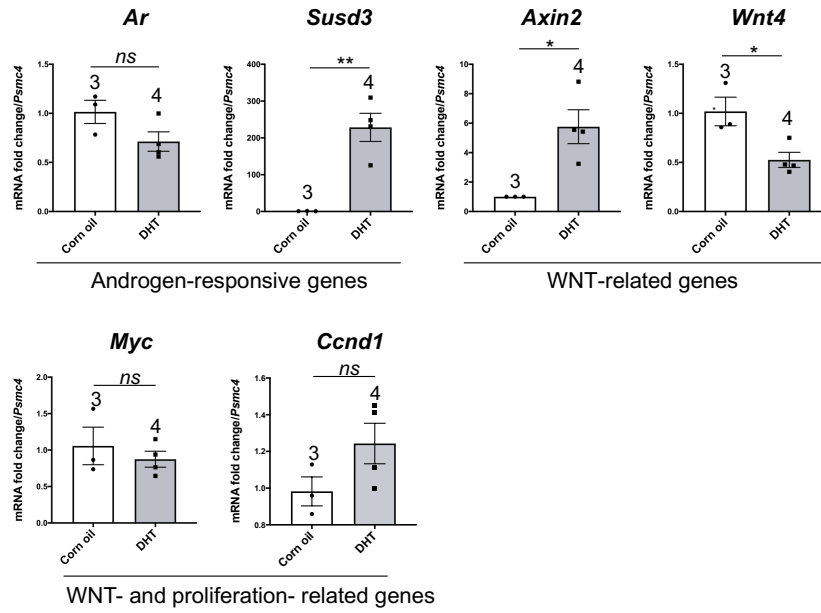 Ar
Susd3
Axin2
Wnt4
mRNA fold change/Psmc4
1.5
1.0
0.5
0.0
3
ns
4
Corn oil
DHT
mRNA fold change/Psmc4
400
300
200
100
0
3
**
4
Corn oil
DHT
mRNA fold change/Psmc4
10
8
6
4
2
0
3
*
4
Corn oil
DHT
mRNA fold change/Psmc4
1.5
1.0
0.5
0.0
3
*
4
Corn oil
DHT
Androgen-responsive genes
WNT-related genes
Myc
Ccnd1
mRNA fold change/Psmc4
2.0
1.5
1.0
0.5
0.0
3
ns
4
Corn oil
DHT
mRNA fold change/Psmc4
1.6
1.4
1.2
1.0
0.8
3
ns
4
Corn oil
DHT
WNT- and proliferation- related genes